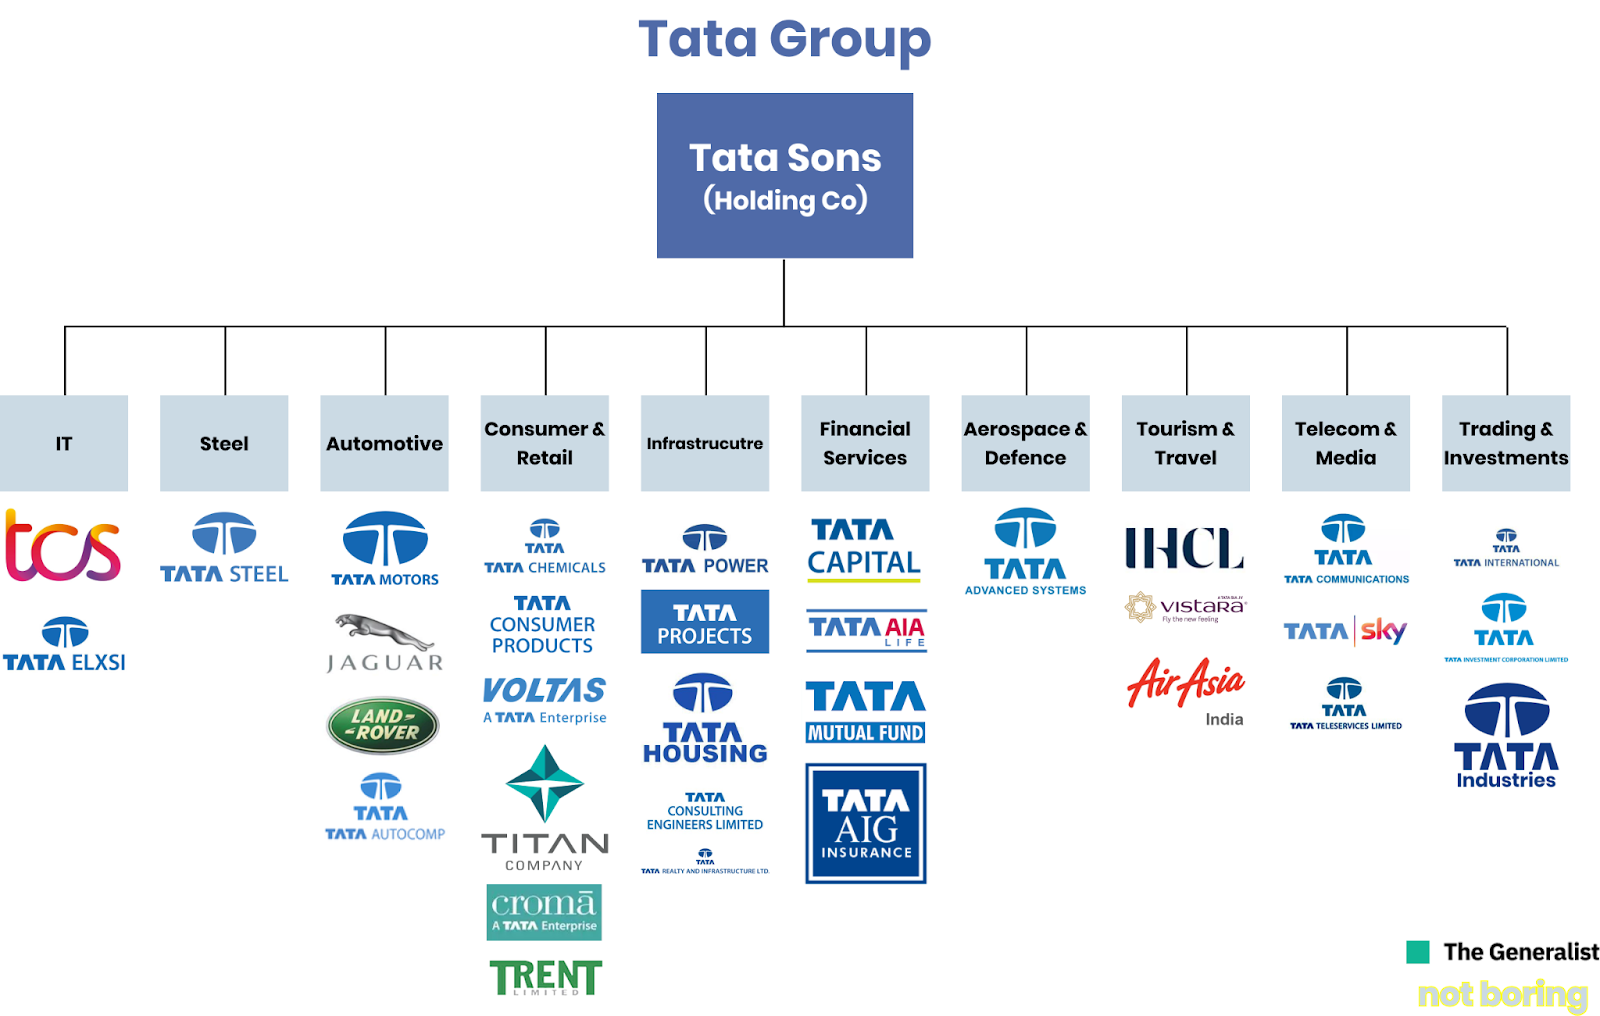 Tata Group
Tata Sons
(Holding Co)
IT
Steel
Automotive
Consumer &
Retail
Infrastrucutre
Financial
Services
Aerospace &
Defence
Tourism &
Travel
Telecom &
Media
Trading &
Investments
tcs
TATA ELXSI
TATA STEEL
TATA MOTORS
JAGUAR
LAND-
-ROVER
TATA
TATA AUTOCOMP
TATA
TATA CHEMICALS
TATA
CONSUMER
PRODUCTS
VOLTAS
A TATA Enterprise
TITAN
COMPANY
cromā
A TATA Enterprise
TRENT
LIMITED
TATA POWER
TATA
PROJECTS
TATA
HOUSING
TATA
CONSULTING
ENGINEERS LIMITED
TATA
TATA REALTY AND INFRASTRUCTURE LTD.
TATA
CAPITAL
TATA AIA
LIFE
TATA
MUTUAL FUND
TATA
AIG
INSURANCE
TATA
ADVANCED SYSTEMS
IHCL
A TATA SIA JV
VISTARA
Fly the new feeling
AirAsia
India
TATA
TATA COMMUNICATIONS
TATA sky
TATA
TATA TELESERVICES LIMITED
TATA
TATA INTERNATIONAL
TATA
TATA INVESTMENT CORPORATION LIMITED
TATA
Industries
The Generalist
not boring